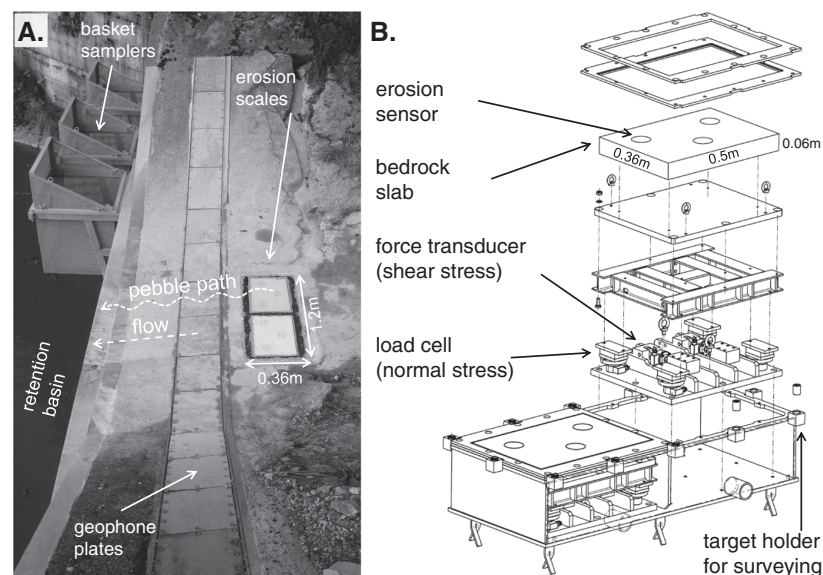 A.
basket
samplers
erosion
scales
pebble path
flow
1.2m
0.36m
retention
basin
geophone
plates
B.
erosion
sensor
bedrock
slab
0.36m
0.5m
0.06m
force transducer
(shear stress)
load cell
(normal stress)
target holder
for surveying